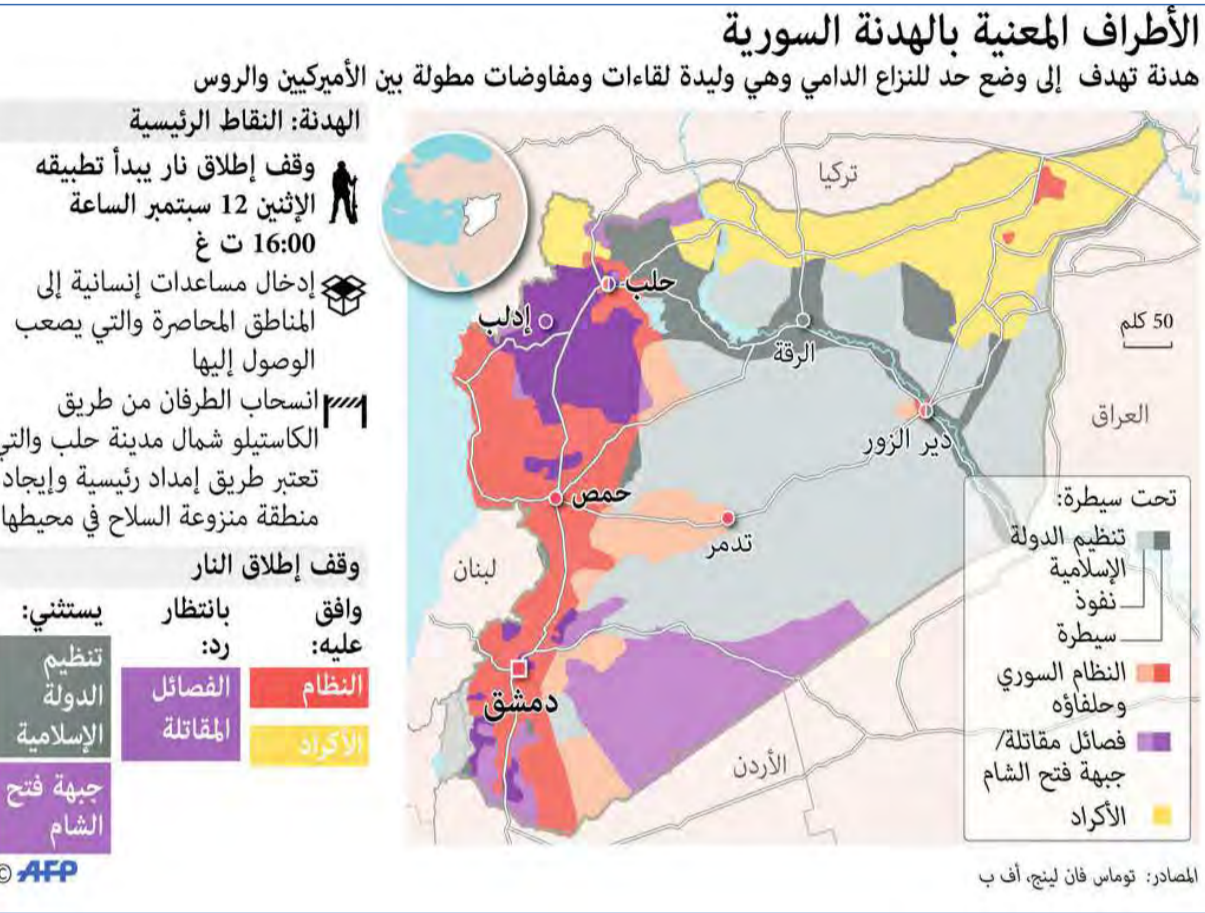 الأطراف المعنية بالهدنة السورية
هدنة تهدف إلى وضع حد للنزاع الدامي وهي وليدة لقاءات ومفاوضات مطولة بين الأميركيين والروس
الهدنة: النقاط الرئيسية
وقف إطلاق نار يبدأ تطبيقه
الإثنين 12 سبتمبر الساعة
16:00 ت غ
إدخال مساعدات إنسانية إلى
المناطق المحاصرة والتي يصعب
الوصول إليها
انسحاب الطرفان من طريق
الكاستيلو شمال مدينة حلب والتي
تعتبر طريق إمداد رئيسية وإيجاد
منطقة منزوعة السلاح في محيطها
وقف إطلاق النار
وافق
عليه:
النظام
الأكراد
بانتظار
رد:
الفصائل
المقاتلة
يستثني:
تنظيم
الدولة
الإسلامية
جبهة فتح
الشام
© AFP
تركيا
حلب
إدلب
الرقة
50 كلم
العراق
دير الزور
حمص
تدمر
لبنان
دمشق
الأردن
تحت سيطرة:
تنظيم الدولة
الإسلامية
نفوذ
سيطرة
النظام السوري
وحلفاؤه
فصائل مقاتلة/
جبهة فتح الشام
الأكراد
المصادر: توماس فان لينج، أف ب